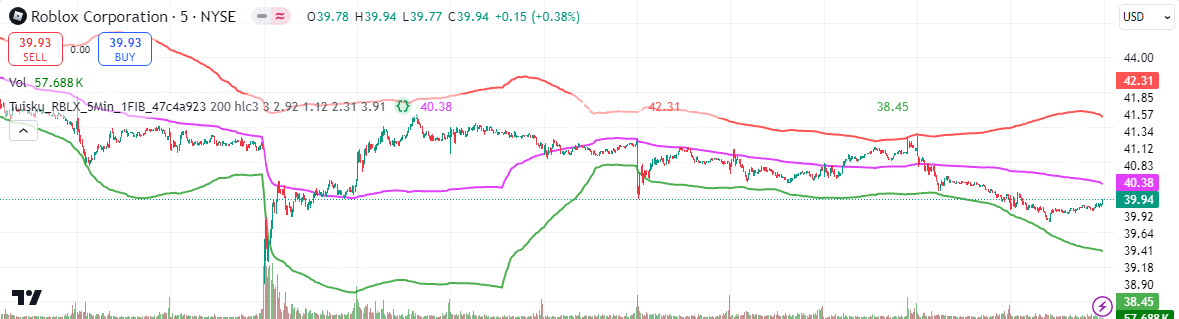 Roblox Corporation · 5 · NYSE O39.78 H39.94 L39.77 C39.94 +0.15 (+0.38%)
USD
39.93 SELL
0.00
39.93 BUY
Vol 57.688 K
Tuisku_RBLX_5Min_1FIB_47c4a923 200 hlc3 3 2.92 1.12 2.31 3.91 {} 40.38 42.31 38.45
44.00
42.31
41.85
41.57
41.34
41.12
40.83
40.38
39.94
39.92
39.64
39.41
39.18
38.90
38.45
57.688 K